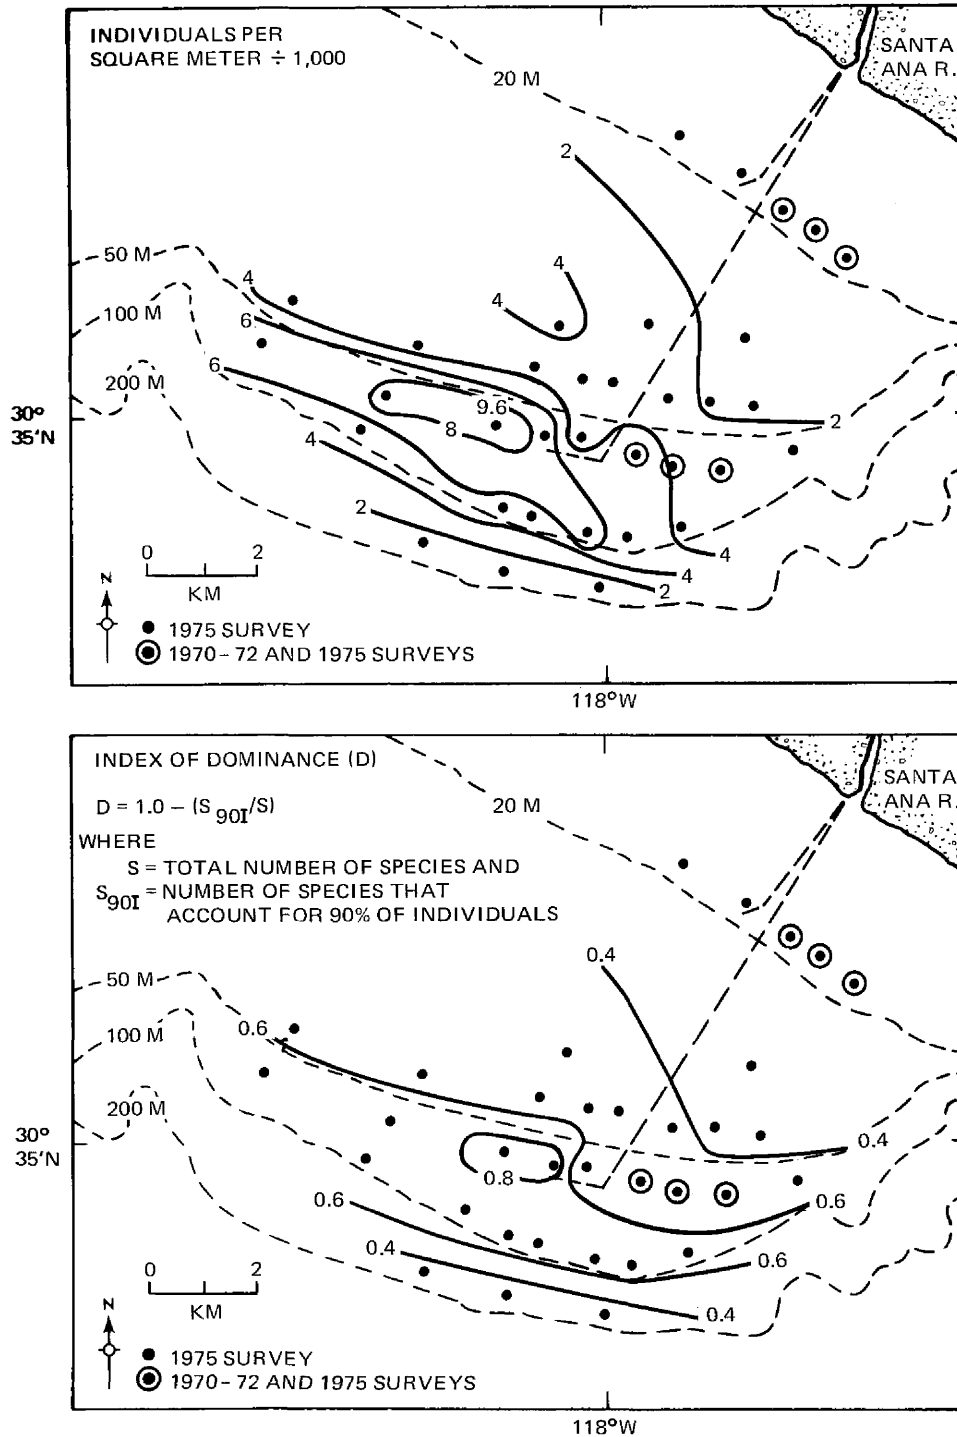 INDIVIDUALS PER
SQUARE METER ÷ 1,000
SANTA
ANA R.
20 M
2
50 M
4
4
4
100 M
6
6
200 M
9.6
8
30°
35'N
4
2
2
4
4
2
0 2
KM
N
1975 SURVEY
1970-72 AND 1975 SURVEYS
118°W
INDEX OF DOMINANCE (D)
D = 1.0 – (S90I/S)
WHERE
S = TOTAL NUMBER OF SPECIES AND
S90I = NUMBER OF SPECIES THAT
ACCOUNT FOR 90% OF INDIVIDUALS
SANTA
ANA R.
20 M
0.4
50 M
0.6
100 M
200 M
30°
35'N
0.4
0.8
0.6
0.6
0.4
0.6
0.4
0 2
KM
N
1975 SURVEY
1970-72 AND 1975 SURVEYS
118°W